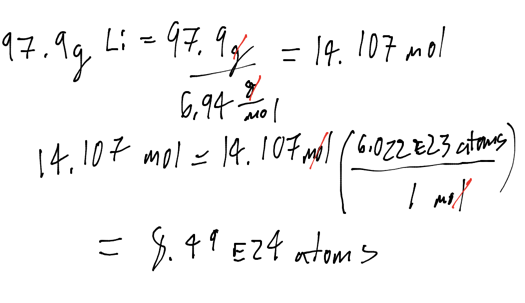 97.9g Li = 97.9g / 6.94 g/mol = 14.107 mol
14.107 mol = 14.107 mol (6.022E23 atoms / 1 mol)
= 8.49 E24 atoms